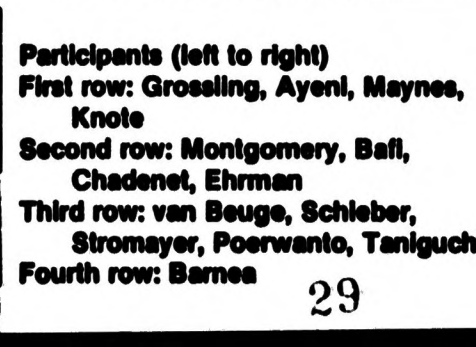 Participants (left to right)
First row: Grossling, Ayeni, Maynes,
Knote
Second row: Montgomery, Bafi,
Chadenet, Ehrman
Third row: van Beuge, Schieber,
Stromayer, Poerwanto, Taniguch
Fourth row: Barnea
29